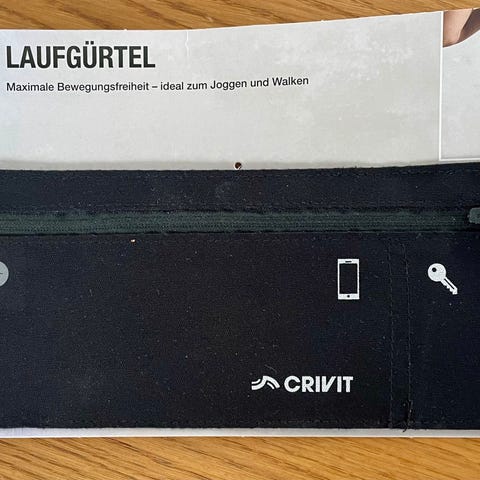 LAUFGÜRTEL
Maximale Bewegungsfreiheit – ideal zum Joggen und Walken
CRIVIT